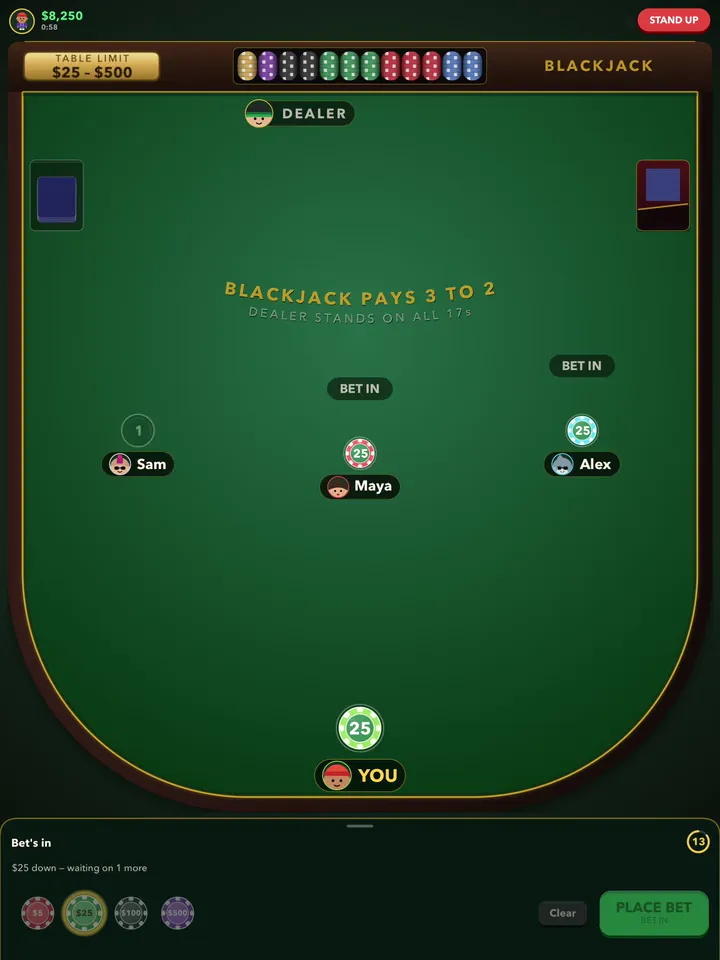 $8,250
0:58
STAND UP
TABLE LIMIT
$25 - $500
BLACKJACK
DEALER
BLACKJACK PAYS 3 TO 2
DEALER STANDS ON ALL 17s
BET IN
BET IN
1
25
25
Sam
Maya
Alex
25
YOU
Bet's in
13
$25 down – waiting on 1 more
$5
$25
$100
$500
Clear
PLACE BET
BET IN